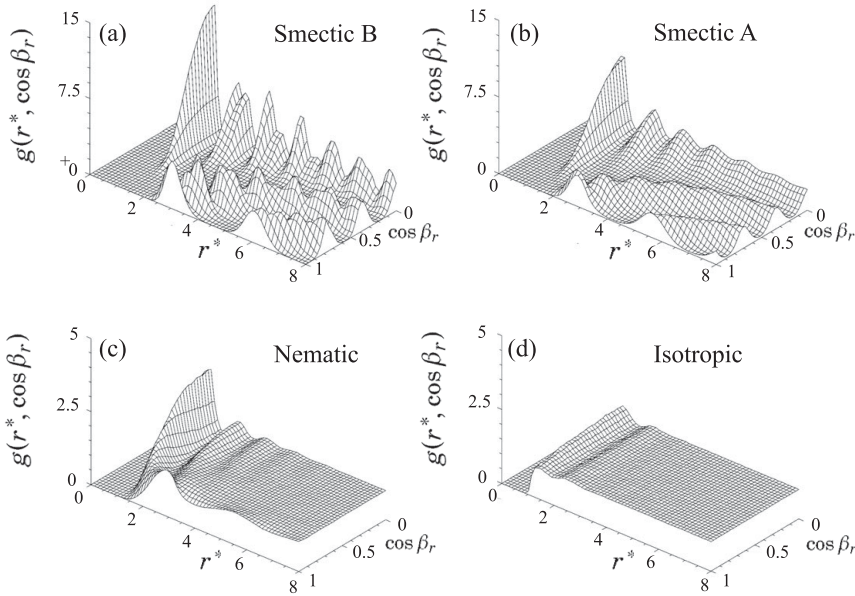 (a) Smectic B
15
7.5
+0
g(r*, cos βr)
0
2
4
6
8
r*
1
0.5
0
cos βr
(b) Smectic A
15
7.5
0
g(r*, cos βr)
0
2
4
6
8
r*
1
0.5
0
cos βr
(c) Nematic
5
2.5
0
g(r*, cos βr)
0
2
4
6
8
r*
1
0.5
0
cos βr
(d) Isotropic
5
2.5
0
g(r*, cos βr)
0
2
4
6
8
r*
1
0.5
0
cos βr